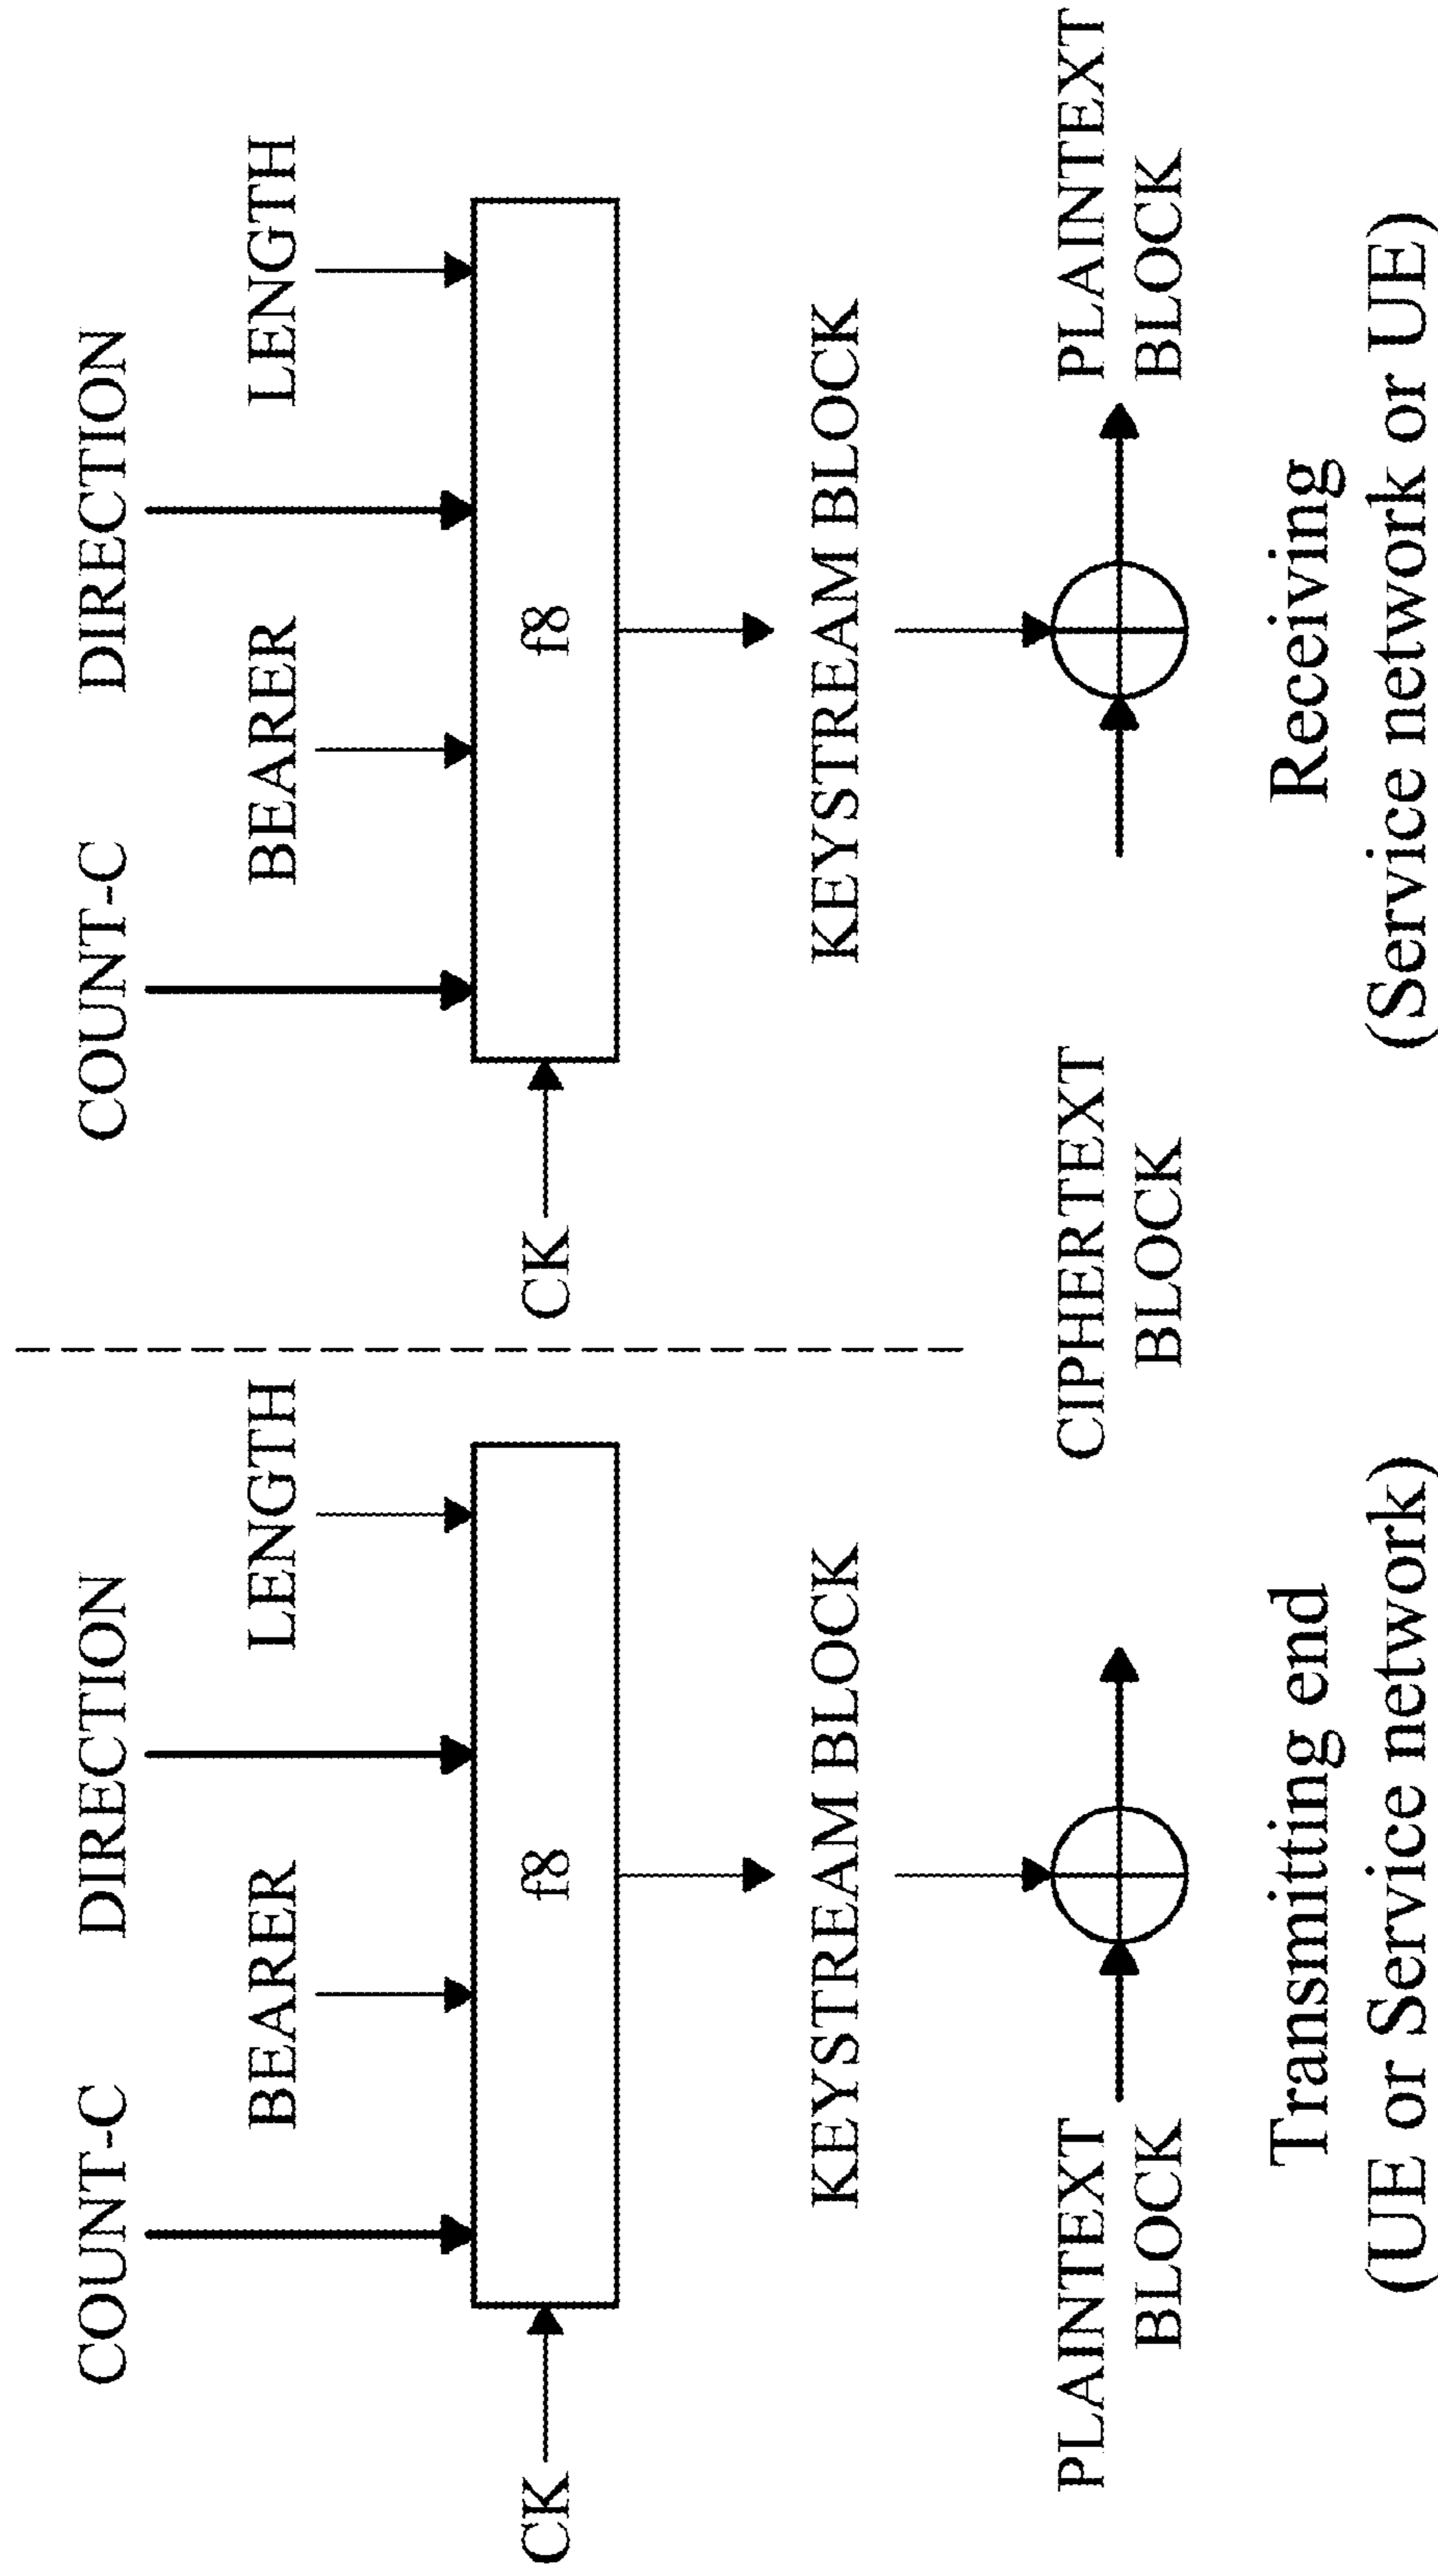 COUNT-C DIRECTION
BEARER LENGTH
CK f8
KEYSTREAM BLOCK
PLAINTEXT
BLOCK
Transmitting end
(UE or Service network)
CIPHERTEXT
BLOCK
COUNT-C DIRECTION
BEARER LENGTH
CK f8
KEYSTREAM BLOCK
PLAINTEXT
BLOCK
Receiving
(Service network or UE)